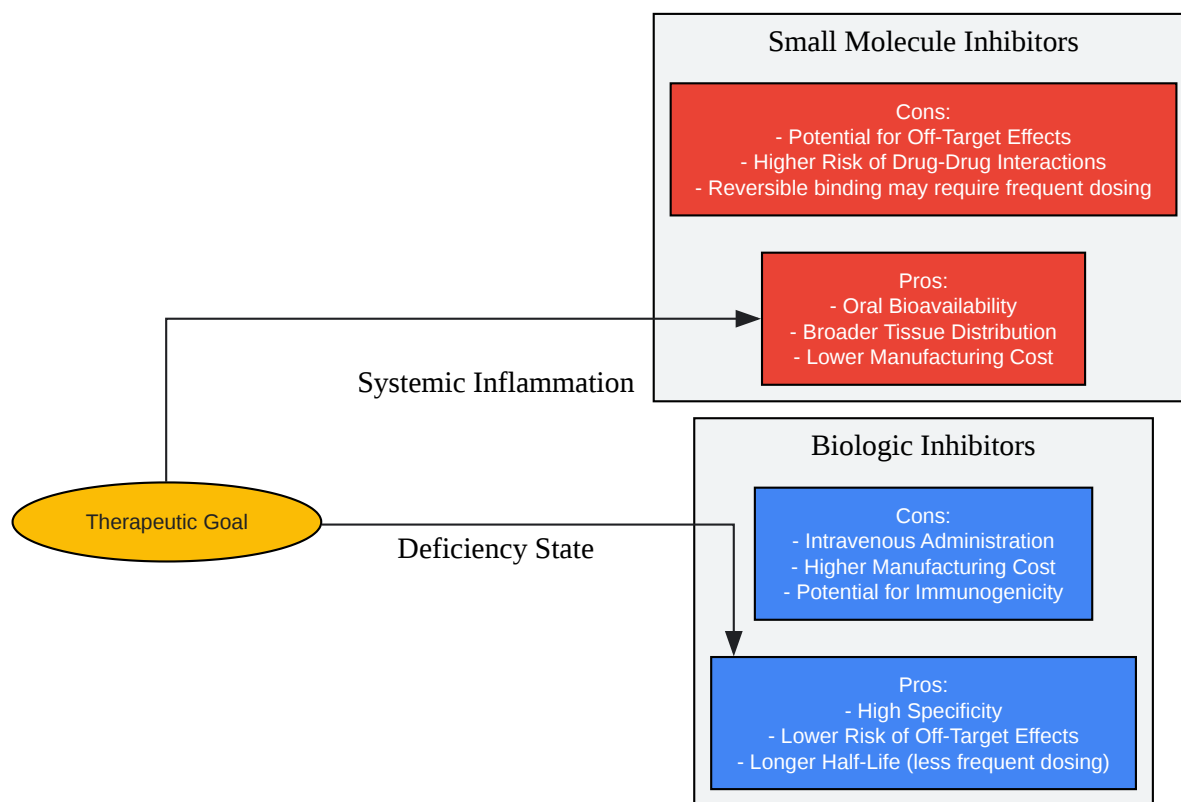 Small Molecule Inhibitors
Cons:
- Potential for Off-Target Effects
- Higher Risk of Drug-Drug Interactions
- Reversible binding may require frequent dosing
Pros:
- Oral Bioavailability
- Broader Tissue Distribution
- Lower Manufacturing Cost
Systemic Inflammation
Therapeutic Goal
Deficiency State
Biologic Inhibitors
Cons:
- Intravenous Administration
- Higher Manufacturing Cost
- Potential for Immunogenicity
Pros:
- High Specificity
- Lower Risk of Off-Target Effects
- Longer Half-Life (less frequent dosing)